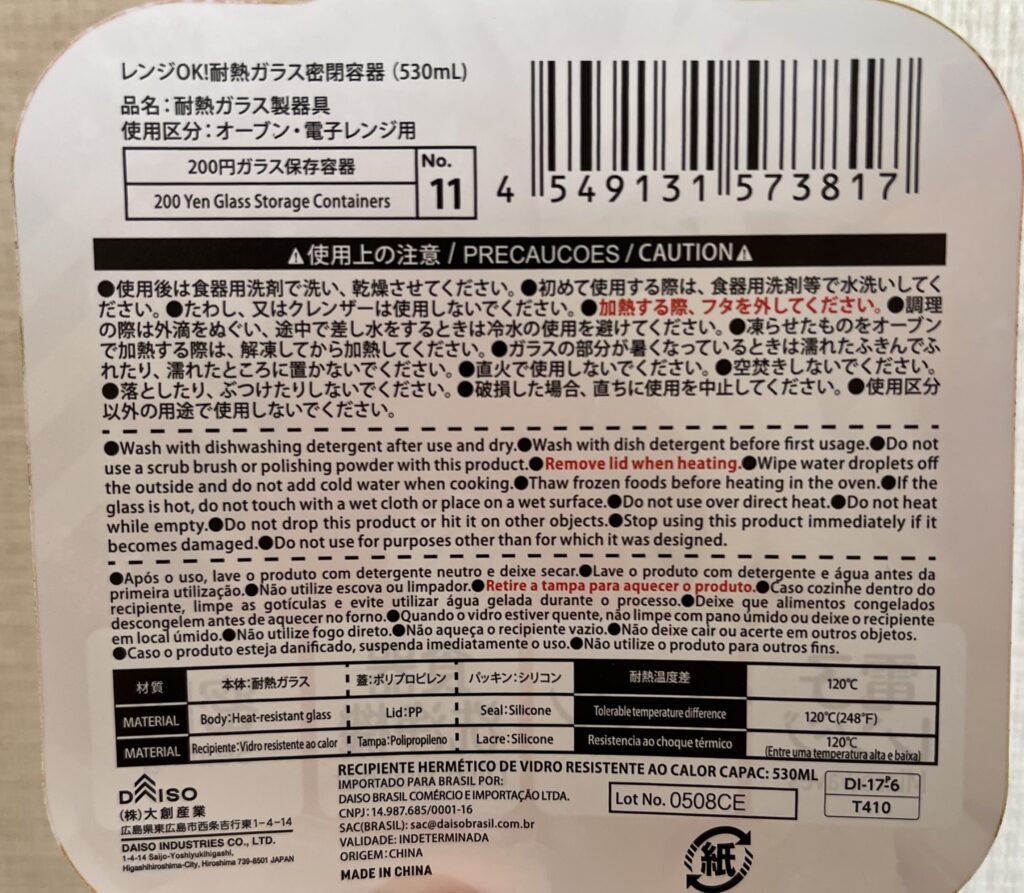 レンジOK!耐熱ガラス密閉容器（530mL）
品名：耐熱ガラス製器具
使用区分：オーブン・電子レンジ用
200円ガラス保存容器
200 Yen Glass Storage Containers
No.
11
4 549131 573817
⚠使用上の注意 / PRECAUCOES / CAUTION⚠
●使用後は食器用洗剤で洗い、乾燥させてください。●初めて使用する際は、食器用洗剤等で水洗いしてく
ださい。●たわし、又はクレンザーは使用しないでください。●加熱する際、フタを外してください。●調理
の際は外滴をぬぐい、途中で差し水をするときは冷水の使用を避けてください。●凍らせたものをオーブン
で加熱する際は、解凍してから加熱してください。●ガラスの部分が暑くなっているときは濡れたふきんでふ
れたり、濡れたところに置かないでください。●直火で使用しないでください。●空焚きしないでください。
●落としたり、ぶつけたりしないでください。●破損した場合、直ちに使用を中止してください。●使用区分
以外の用途で使用しないでください。
●Wash with dishwashing detergent after use and dry.●Wash with dish detergent before first usage.●Do not
use a scrub brush or polishing powder with this product.●Remove lid when heating.●Wipe water droplets off
the outside and do not add cold water when cooking.●Thaw frozen foods before heating in the oven.●If the
glass is hot, do not touch with a wet cloth or place on a wet surface.●Do not use over direct heat.●Do not heat
while empty.●Do not drop this product or hit it on other objects.●Stop using this product immediately if it
becomes damaged.●Do not use for purposes other than for which it was designed.
●Após o uso, lave o produto com detergente neutro e deixe secar.●Lave o produto com detergente e água antes da
primeira utilização.●Não utilize escova ou limpador.●Retire a tampa para aquecer o produto.●Caso cozinhe dentro do
recipiente, limpe as gotículas e evite utilizar água gelada durante o processo.●Deixe que alimentos congelados
descongelem antes de aquecer no forno.●Quando o vidro estiver quente, não limpe com pano úmido ou deixe o recipiente
em local úmido.●Não utilize fogo direto.●Não aqueça o recipiente vazio.●Não deixe cair ou acerte em outros objetos.
●Caso o produto esteja danificado, suspenda imediatamente o uso.●Não utilize o produto para outros fins.
材質 本体：耐熱ガラス 蓋：ポリプロピレン パッキン：シリコン 耐熱温度差 120℃
MATERIAL Body：Heat-resistant glass Lid：PP Seal：Silicone Tolerable temperature difference 120℃(248°F)
MATERIAL Recipiente：Vidro resistente ao calor Tampa：Polipropileno Lacre：Silicone Resistencia ao choque térmico 120℃
(Entre uma temperatura alta e baixa)
DAISO
(株)大創産業
広島県東広島市西条吉行東1-4-14
DAISO INDUSTRIES CO., LTD.
1-4-14 Saijo-Yoshiyukihigashi,
Higashihiroshima-City, Hiroshima 739-8501 JAPAN
RECIPIENTE HERMÉTICO DE VIDRO RESISTENTE AO CALOR CAPAC: 530ML
IMPORTADO PARA BRASIL POR:
DAISO BRASIL COMÉRCIO E IMPORTAÇÃO LTDA.
CNPJ: 14.987.685/0001-16
SAC(BRASIL): sac@daisobrasil.com.br
VALIDADE: INDETERMINADA
ORIGEM: CHINA
MADE IN CHINA
Lot No. 0508CE
T410
紙